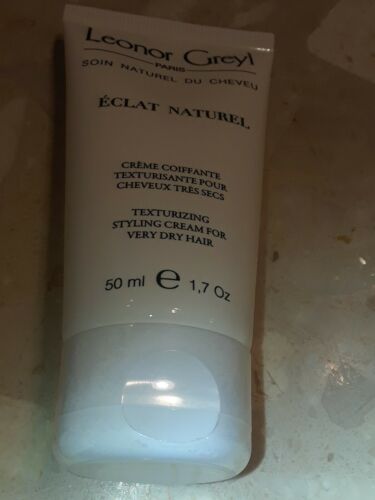 Leonor Greyl
PARIS
SOIN NATUREL DU CHEVEU
ÉCLAT NATUREL
CRÈME COIFFANTE
TEXTURISANTE POUR
CHEVEUX TRÈS SECS
TEXTURIZING
STYLING CREAM FOR
VERY DRY HAIR
50 ml ℮ 1,7 Oz